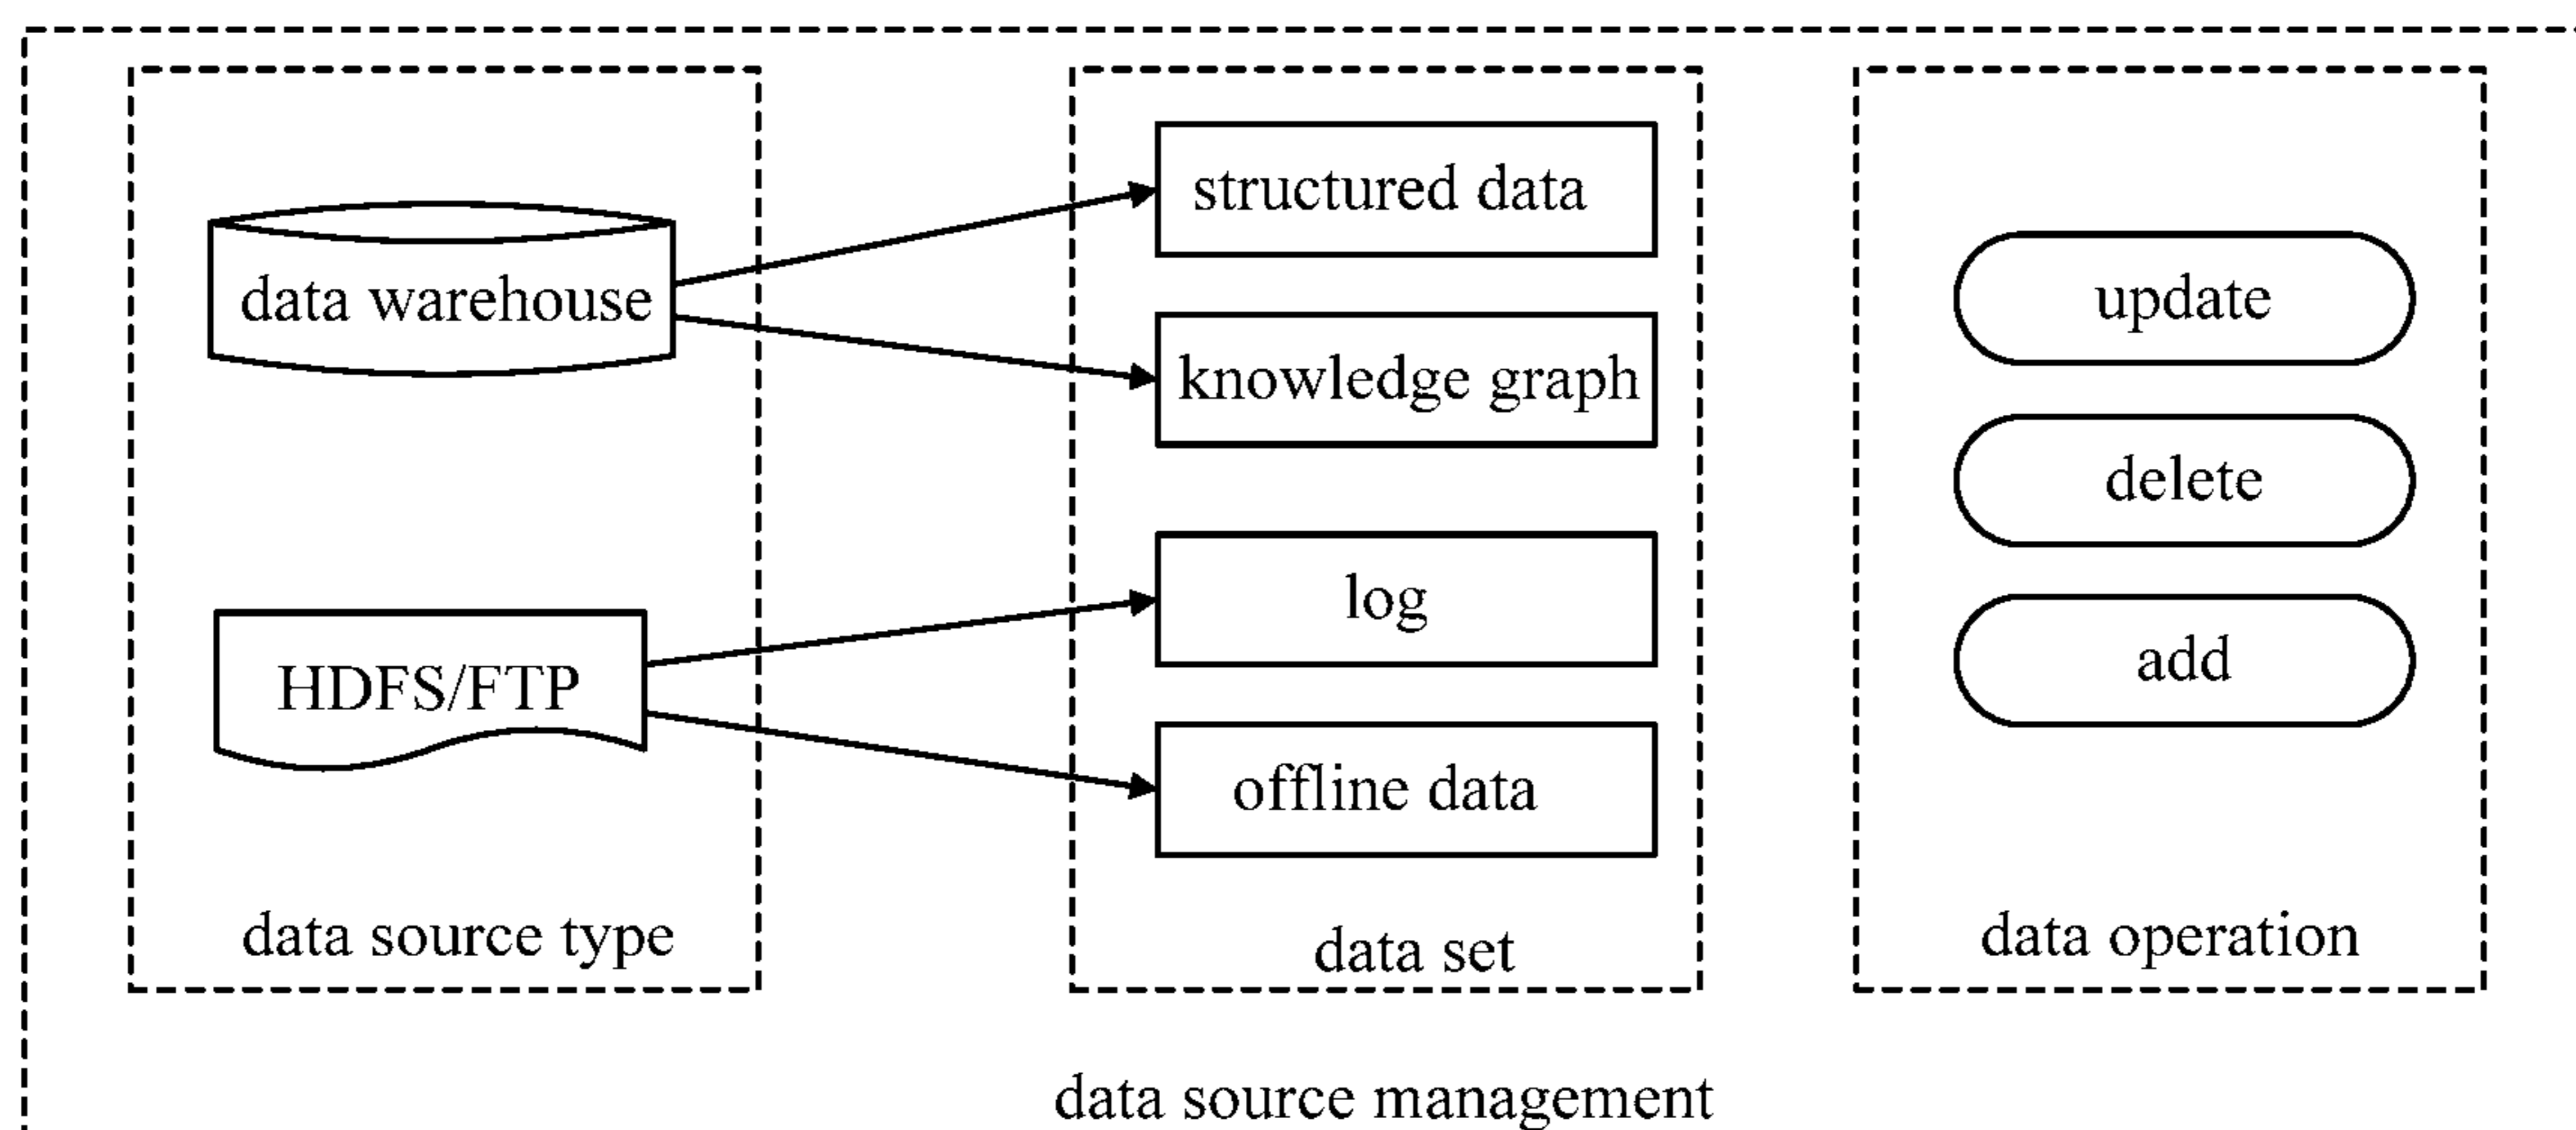 data warehouse
HDFS/FTP
data source type
structured data
knowledge graph
log
offline data
data set
update
delete
add
data operation
data source management